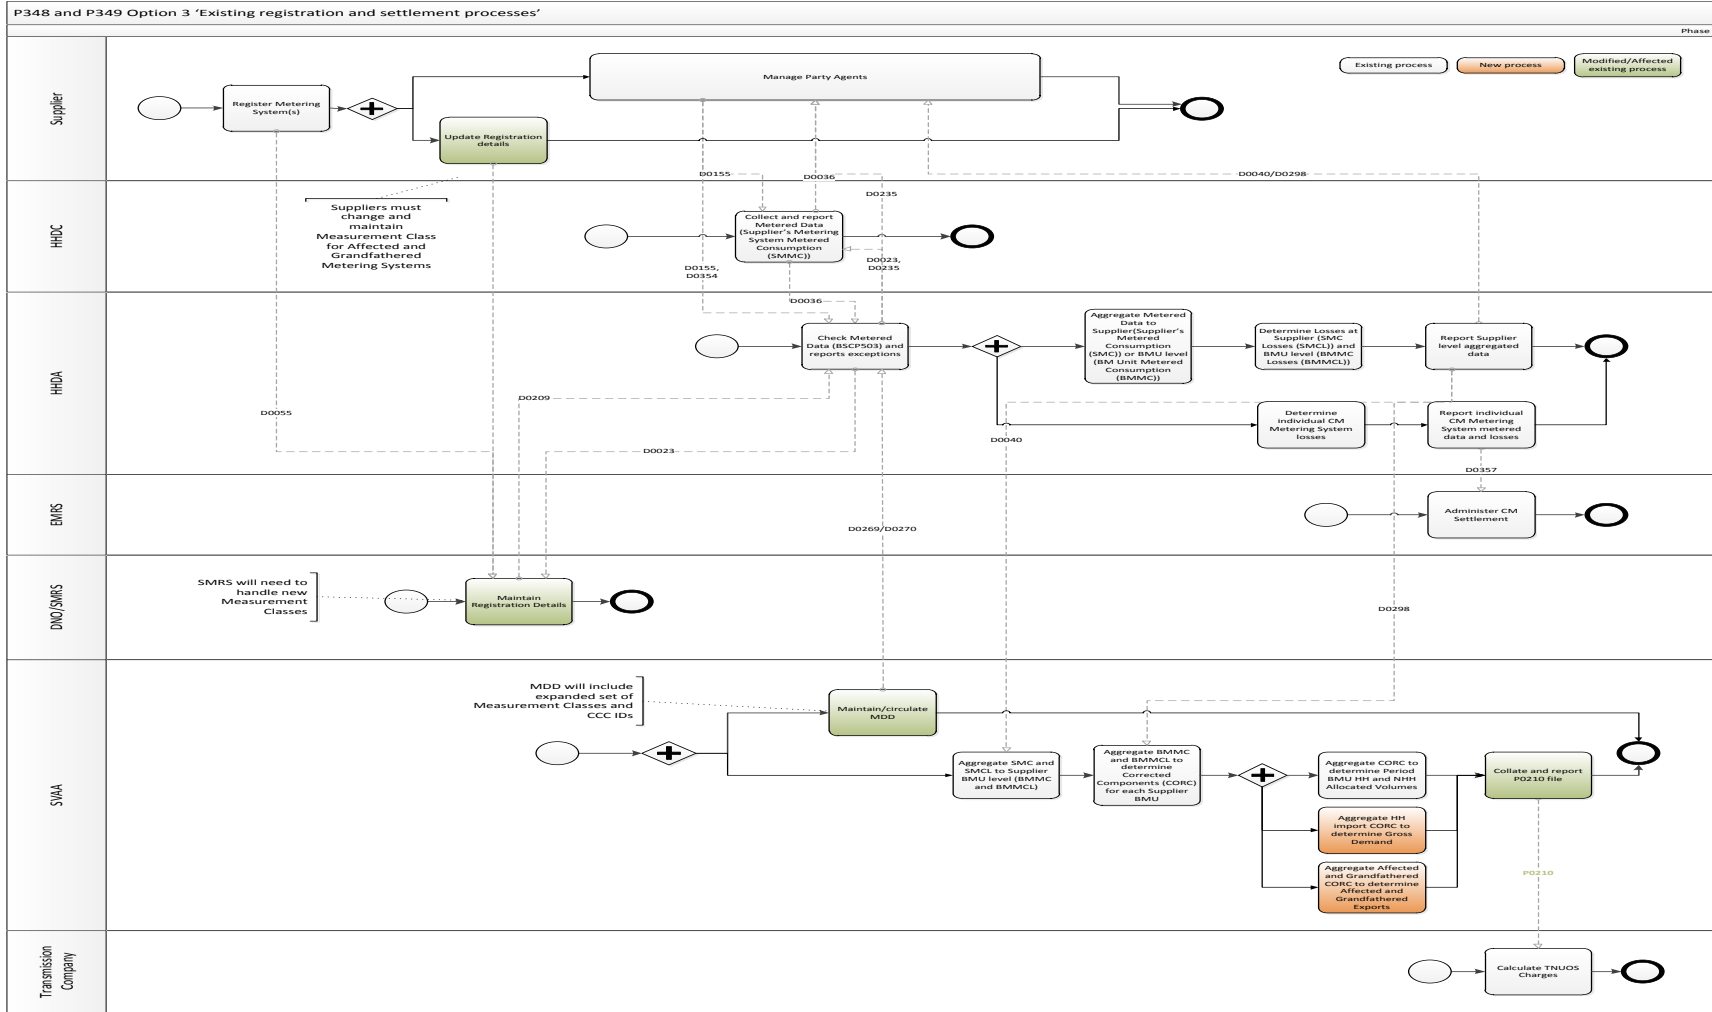 P348 and P349 Option 3 ‘Existing registration and settlement processes’
Phase
Supplier
Register Metering
System(s)
Manage Party Agents
Update Registration
details
Existing process
New process
Modified/Affected
existing process
D0155
D0036
D0040/D0298
D0235
HHDC
Suppliers must
change and
maintain
Measurement Class
for Affected and
Grandfathered
Metering Systems
Collect and report
Metered Data
(Supplier’s Metering
System Metered
Consumption
(SMMC))
D0155,
D0354
D0023,
D0235
D0036
HHDA
Check Metered
Data (BSCP503) and
reports exceptions
Aggregate Metered
Data to
Supplier(Supplier’s
Metered
Consumption
(SMC)) or BMU level
(BM Unit Metered
Consumption
(BMMC))
Determine Losses at
Supplier (SMC
Losses (SMCL)) and
BMU level (BMMC
Losses (BMMCL))
Report Supplier
level aggregated
data
D0209
D0055
D0023
D0040
Determine
individual CM
Metering System
losses
Report individual
CM Metering
System metered
data and losses
D0357
EMRS
D0269/D0270
Administer CM
Settlement
DNO/SMRS
SMRS will need to
handle new
Measurement
Classes
Maintain
Registration Details
D0298
SVAA
MDD will include
expanded set of
Measurement Classes and
CCC IDs
Maintain/circulate
MDD
Aggregate SMC and
SMCL to Supplier
BMU level (BMMC
and BMMCL)
Aggregate BMMC
and BMMCL to
determine
Corrected
Components (CORC)
for each Supplier
BMU
Aggregate CORC to
determine Period
BMU HH and NHH
Allocated Volumes
Collate and report
P0210 file
Aggregate HH
import CORC to
determine Gross
Demand
Aggregate Affected
and Grandfathered
CORC to determine
Affected and
Grandfathered
Exports
P0210
Transmission
Company
Calculate TNUOS
Charges